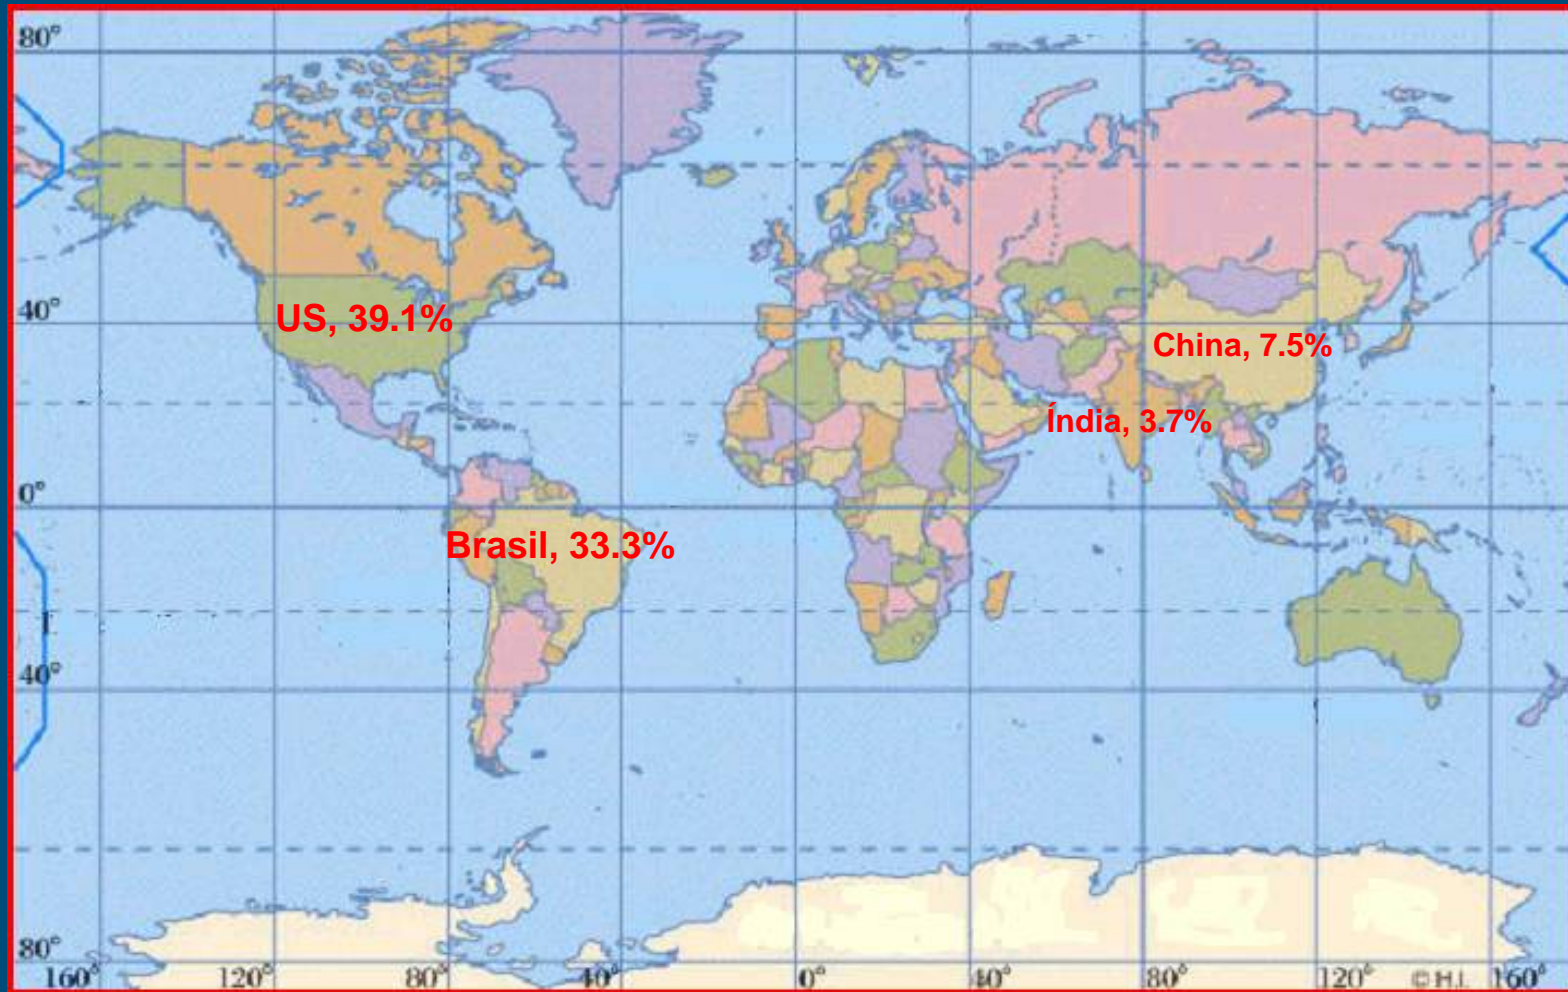 80°
40°
US, 39.1%
China, 7.5%
Índia, 3.7%
0°
Brasil, 33.3%
40°
80°
160° 120° 80° 40° 0° 40° 80° 120° © H.I. 160°